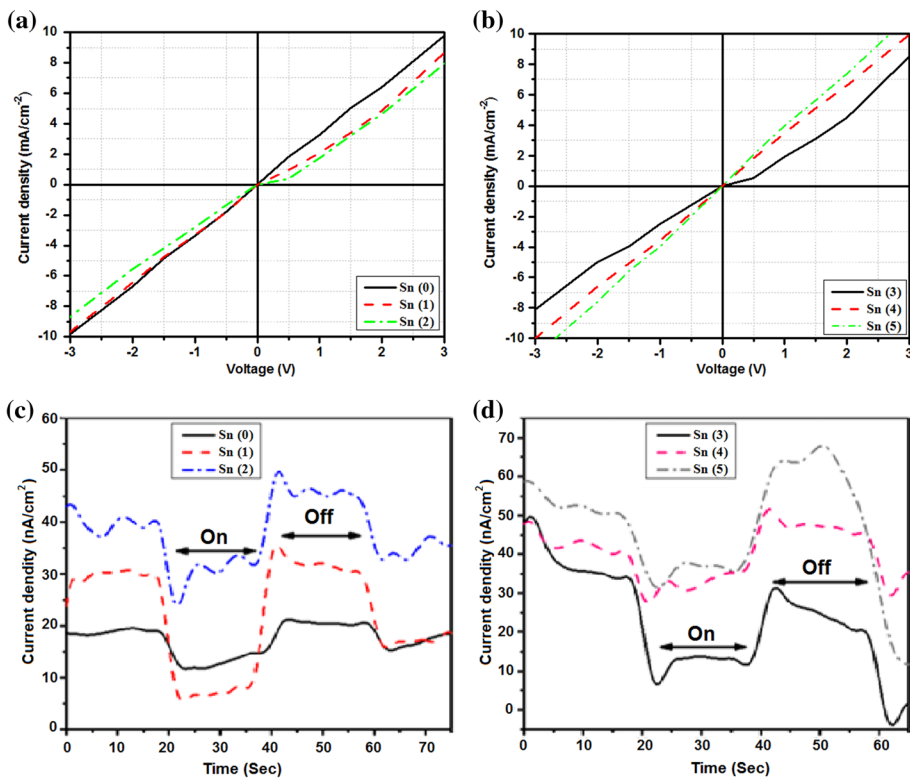 (a)
10
8
6
4
2
0
-2
-4
-6
-8
-10
Current density (mA/cm-2)
Sn (0)
Sn (1)
Sn (2)
-3 -2 -1 0 1 2 3
Voltage (V)
(b)
10
8
6
4
2
0
-2
-4
-6
-8
-10
Current density (mA/cm-2)
Sn (3)
Sn (4)
Sn (5)
-3 -2 -1 0 1 2 3
Voltage (V)
(c)
60
50
40
30
20
10
0
Current dendity (nA/cm2)
Sn (0)
Sn (1)
Sn (2)
On
Off
0 10 20 30 40 50 60 70
Time (Sec)
(d)
70
60
50
40
30
20
10
0
Current dendity (nA/cm2)
Sn (3)
Sn (4)
Sn (5)
On
Off
0 10 20 30 40 50 60
Time (Sec)